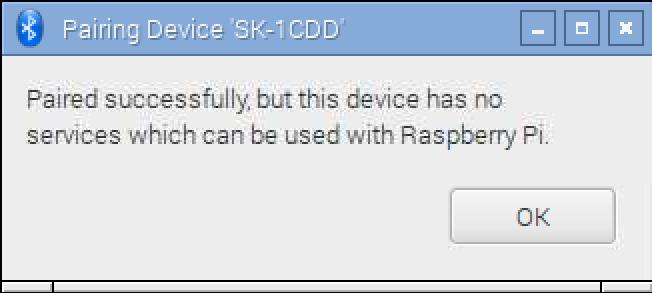 Pairing Device 'SK-1CDD'
Paired successfully, but this device has no
services which can be used with Raspberry Pi.
OK